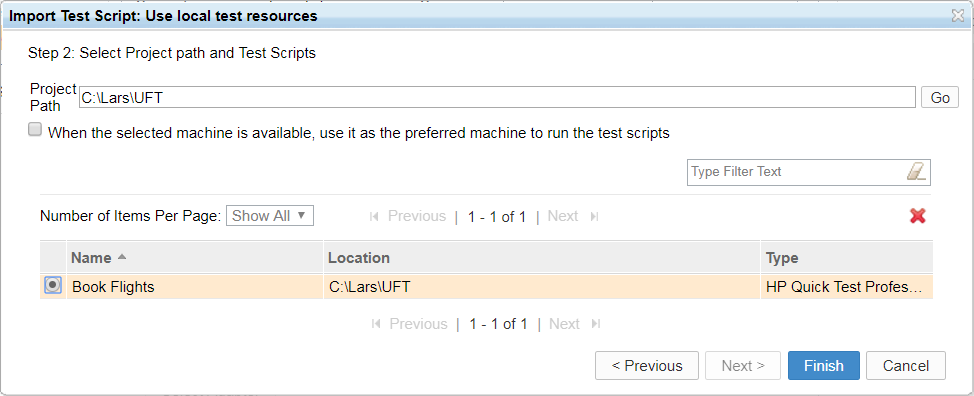 Import Test Script: Use local test resources
Step 2: Select Project path and Test Scripts
Project Path C:\Lars\UFT Go
When the selected machine is available, use it as the preferred machine to run the test scripts
Type Filter Text
Number of Items Per Page: Show All Previous | 1 - 1 of 1 | Next
Name Location Type
Book Flights C:\Lars\UFT HP Quick Test Profes...
Previous | 1 - 1 of 1 | Next
< Previous Next > Finish Cancel